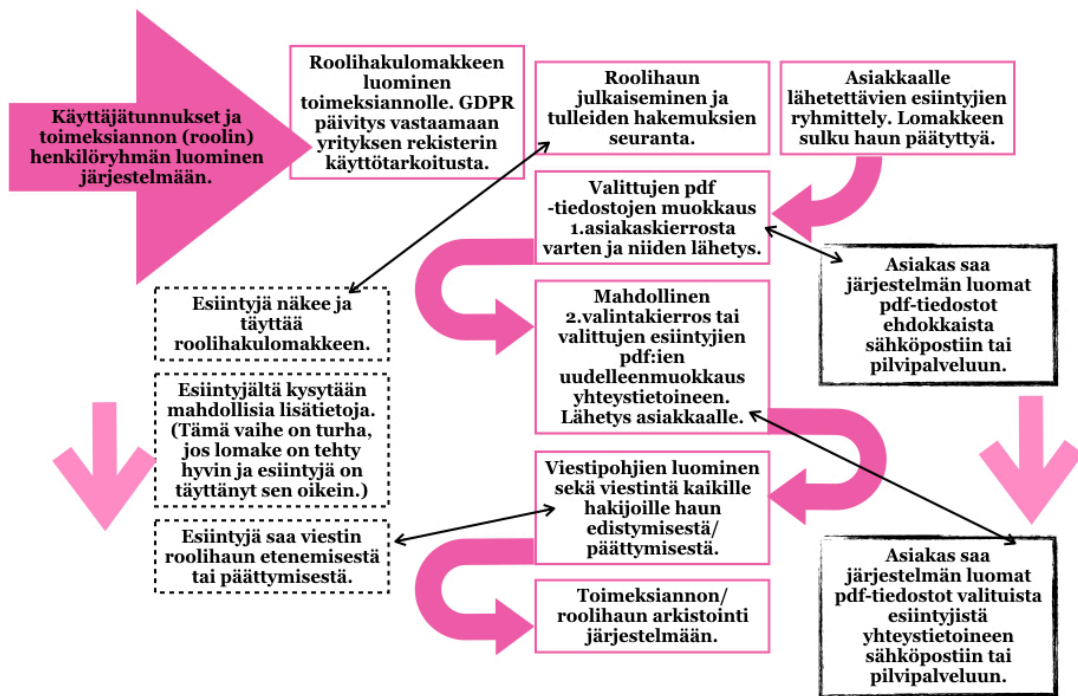 Käyttäjätunnukset ja
toimeksiannon (roolin)
henkilöryhmän luominen
järjestelmään.
Roolihakulomakkeen
luominen
toimeksiannolle. GDPR
päivitys vastaamaan
yrityksen rekisterin
käyttötarkoitusta.
Roolihaun
julkaiseminen ja
tulleiden hakemuksien
seuranta.
Asiakkaalle
lähetettävien esiintyjien
ryhmittely. Lomakkeen
sulku haun päätyttyä.
Valittujen pdf
-tiedostojen muokkaus
1.asiakaskierrosta
varten ja niiden lähetys.
Asiakas saa
järjestelmän luomat
pdf-tiedostot
ehdokkaista
sähköpostiin tai
pilvipalveluun.
Esiintyjä näkee ja
täyttää
roolihakulomakkeen.
Mahdollinen
2.valintakierros tai
valittujen esiintyjien
pdf:ien
uudelleenmuokkaus
yhteystietoineen.
Lähetys asiakkaalle.
Esiintyjältä kysytään
mahdollisia lisätietoja.
(Tämä vaihe on turha,
jos lomake on tehty
hyvin ja esiintyjä on
täyttänyt sen oikein.)
Viestipohjien luominen
sekä viestintä kaikille
hakijoille haun
edistymisestä/
päättymisestä.
Esiintyjä saa viestin
roolihaun etenemisestä
tai päättymisestä.
Asiakas saa
järjestelmän luomat
pdf-tiedostot valituista
esiintyjistä
yhteystietoineen
sähköpostiin tai
pilvipalveluun.
Toimeksiannon/
roolihaun arkistointi
järjestelmään.